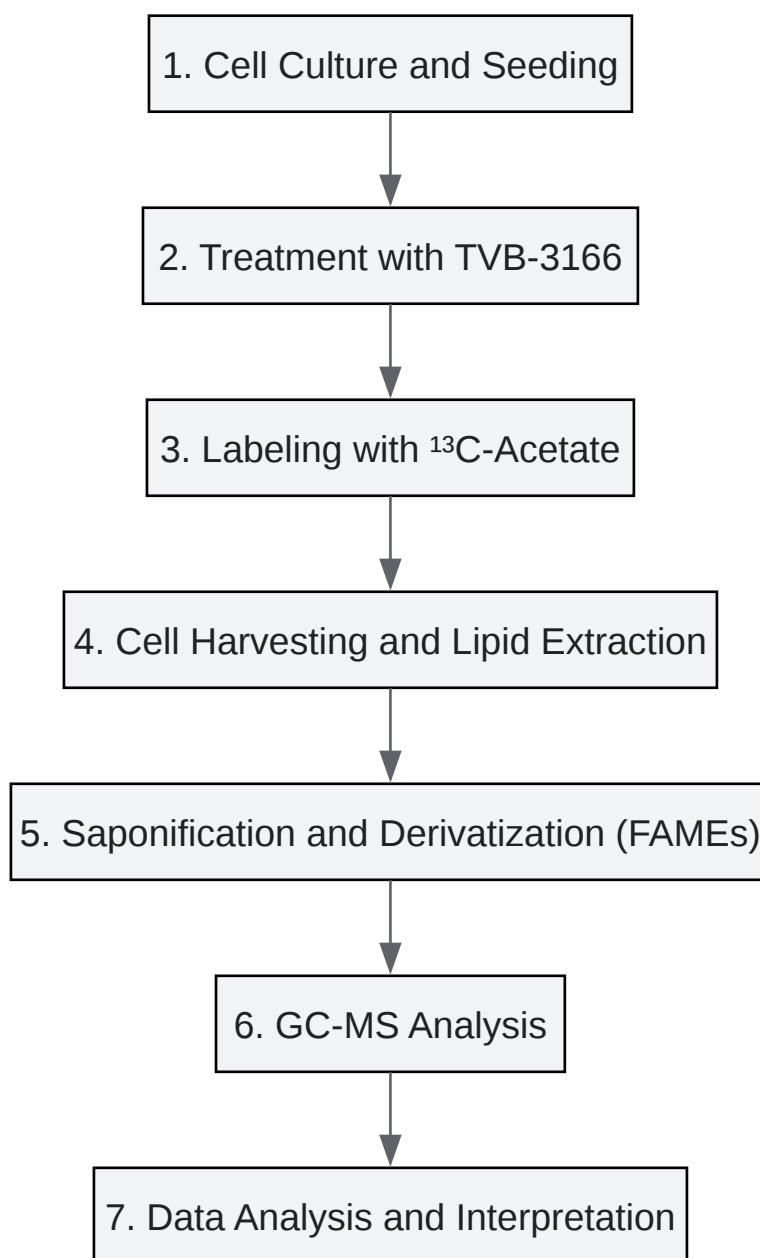 1. Cell Culture and Seeding
2. Treatment with TVB-3166
3. Labeling with ¹³C-Acetate
4. Cell Harvesting and Lipid Extraction
5. Saponification and Derivatization (FAMEs)
6. GC-MS Analysis
7. Data Analysis and Interpretation